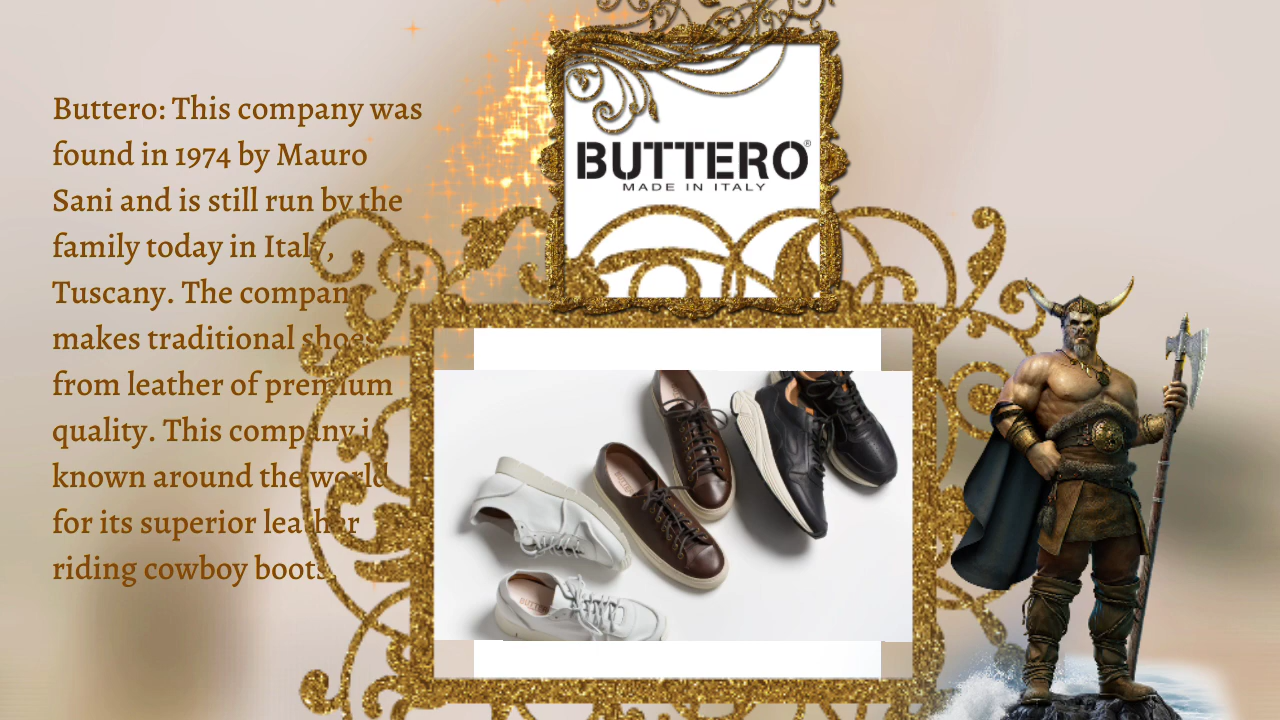 Buttero: This company was
found in 1974 by Mauro
Sani and is still run by the
family today in Italy,
Tuscany. The company
makes traditional shoes
from leather of premium
quality. This company is
known around the world
for its superior leather
riding cowboy boots.
BUTTERO®
MADE IN ITALY
BUTTERO